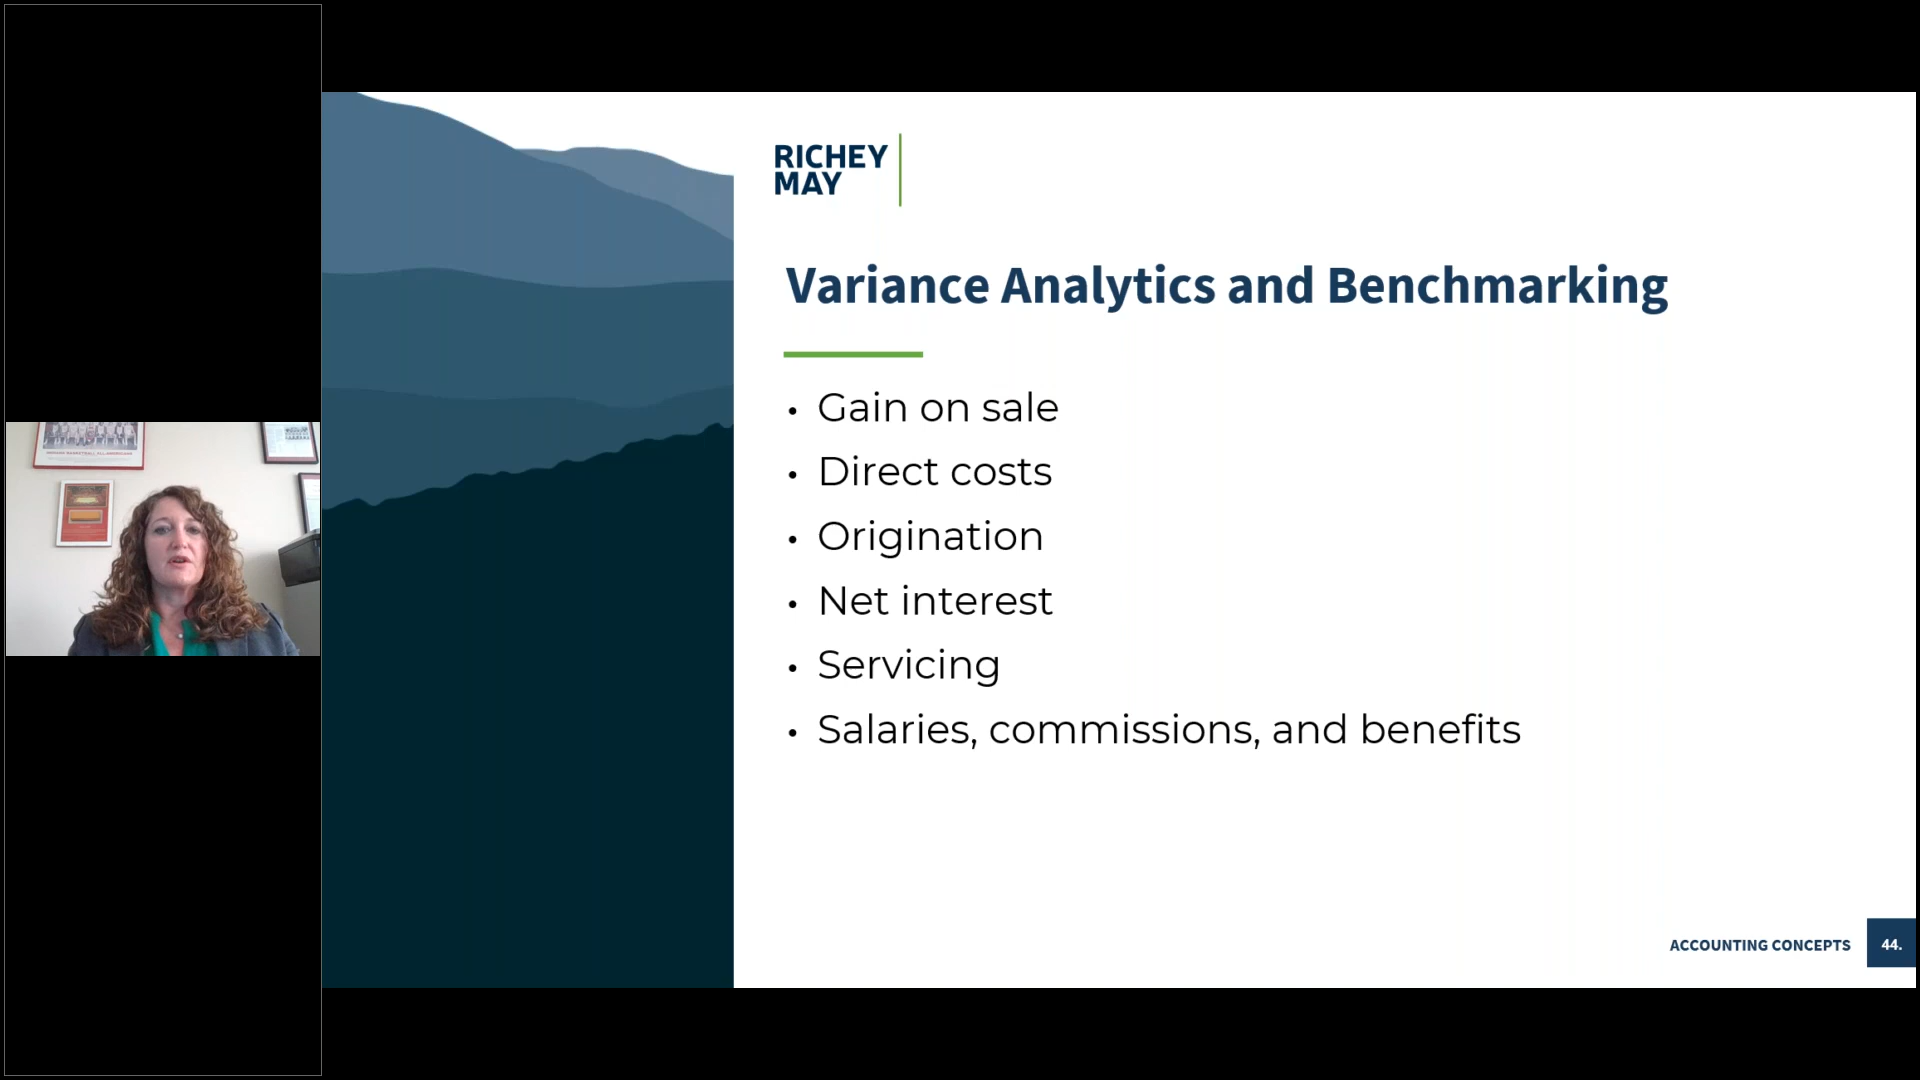 RICHEY
MAY
Variance Analytics and Benchmarking
• Gain on sale
• Direct costs
• Origination
• Net interest
• Servicing
• Salaries, commissions, and benefits
ACCOUNTING CONCEPTS 44.